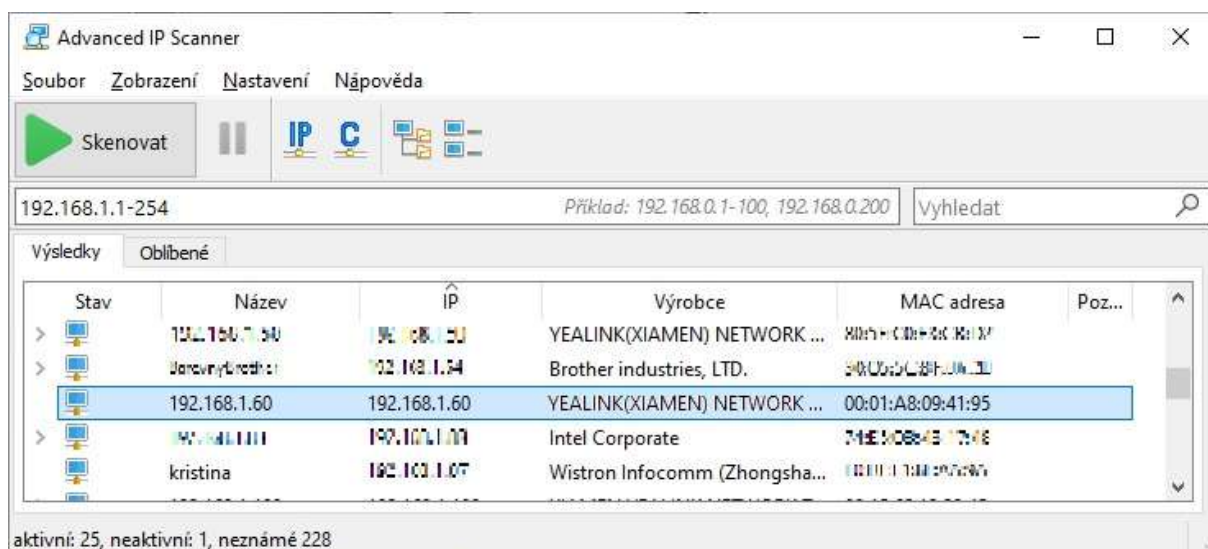 Advanced IP Scanner
Soubor Zobrazení Nastavení Nápověda
Skenovat IP C
192.168.1.1-254 Příklad: 192.168.0.1-100, 192.168.0.200 Vyhledat
Výsledky Oblíbené
Stav Název IP Výrobce MAC adresa Poz...
YEALINK(XIAMEN) NETWORK ...
Brother industries, LTD.
192.168.1.60 192.168.1.60 YEALINK(XIAMEN) NETWORK ... 00:01:A8:09:41:95
Intel Corporate
kristina Wistron Infocomm (Zhongsha...
aktivní: 25, neaktivní: 1, neznámé 228